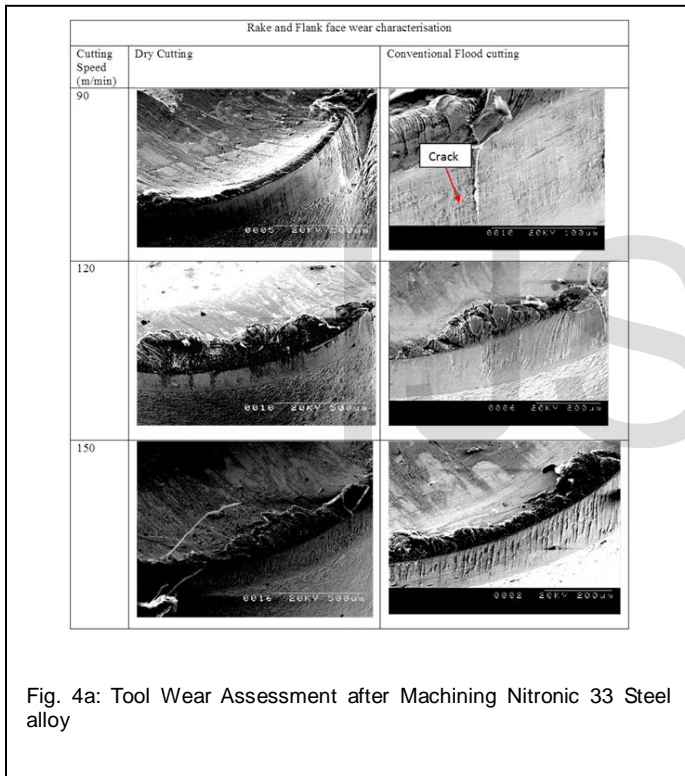 Rake and Flank face wear characterisation
Cutting Speed (m/min)
Dry Cutting
Conventional Flood cutting
90
0005 20KV 500um
Crack
0010 20KV 100um
120
0010 20KV 500um
0006 20KV 200um
150
0016 20KV 500um
0002 20KV 200um
Fig. 4a: Tool Wear Assessment after Machining Nitronic 33 Steel
alloy